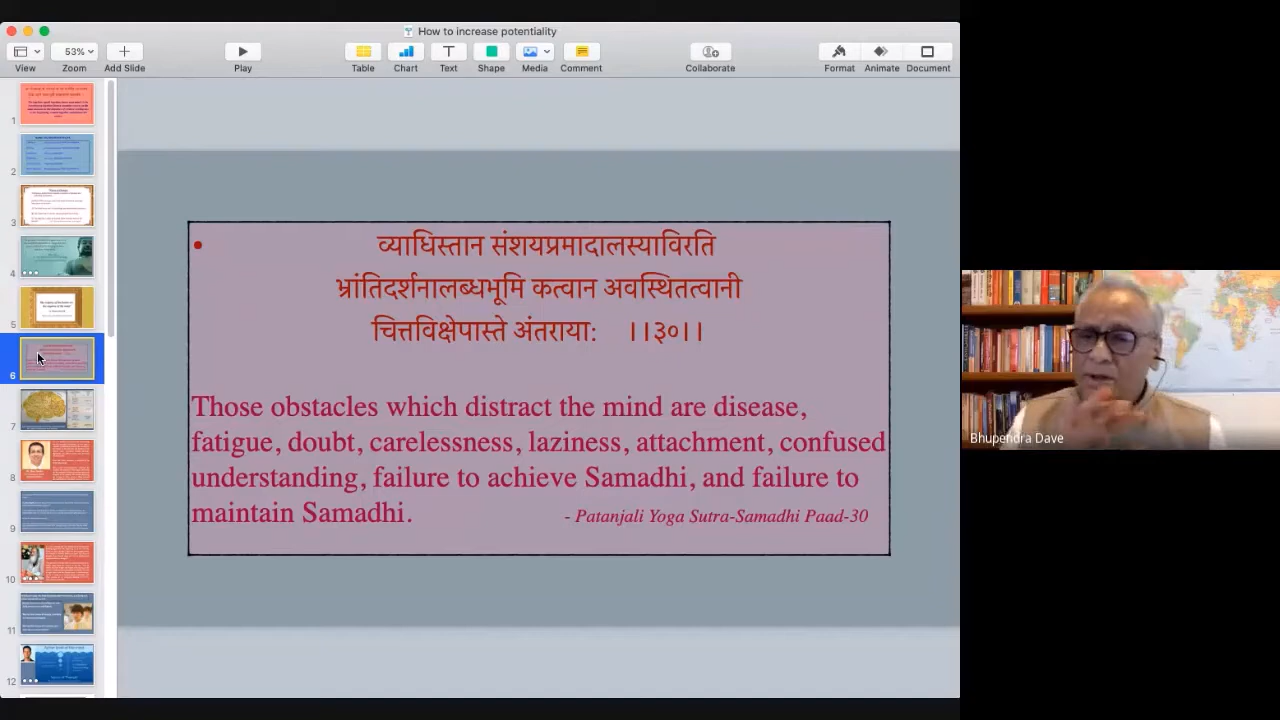 How to increase potentiality
53%
View Zoom Add Slide Play Table Chart Text Shape Media Comment Collaborate Format Animate Document
1
2
3
4
5
6
7
8
9
10
11
12
• व्याधिस्तान संशयप्रमादालस्याविरति
भ्रांतिदर्शनालब्धभूमि कत्वान अवस्थितत्वानी
चित्तविक्षेपास्ते अंतराया: ।।३०।।
Those obstacles which distract the mind are disease,
fatigue, doubt, carelessness, laziness, attachment, confused
understanding, failure to achieve Samadhi, and failure to
maintain Samadhi. - Patanjali Yoga Sutra-Samadhi Paad-30
Bhupendra Dave